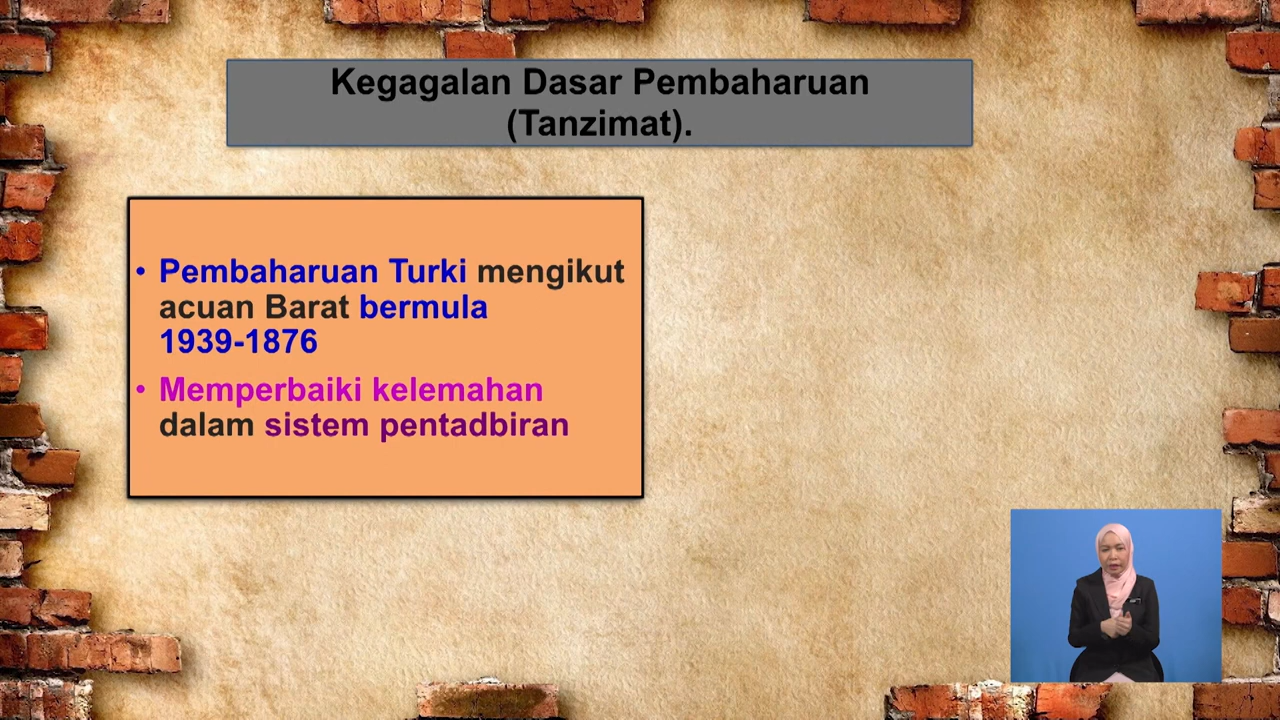 Kegagalan Dasar Pembaharuan
(Tanzimat).
• Pembaharuan Turki mengikut
acuan Barat bermula
1939-1876
• Memperbaiki kelemahan
dalam sistem pentadbiran